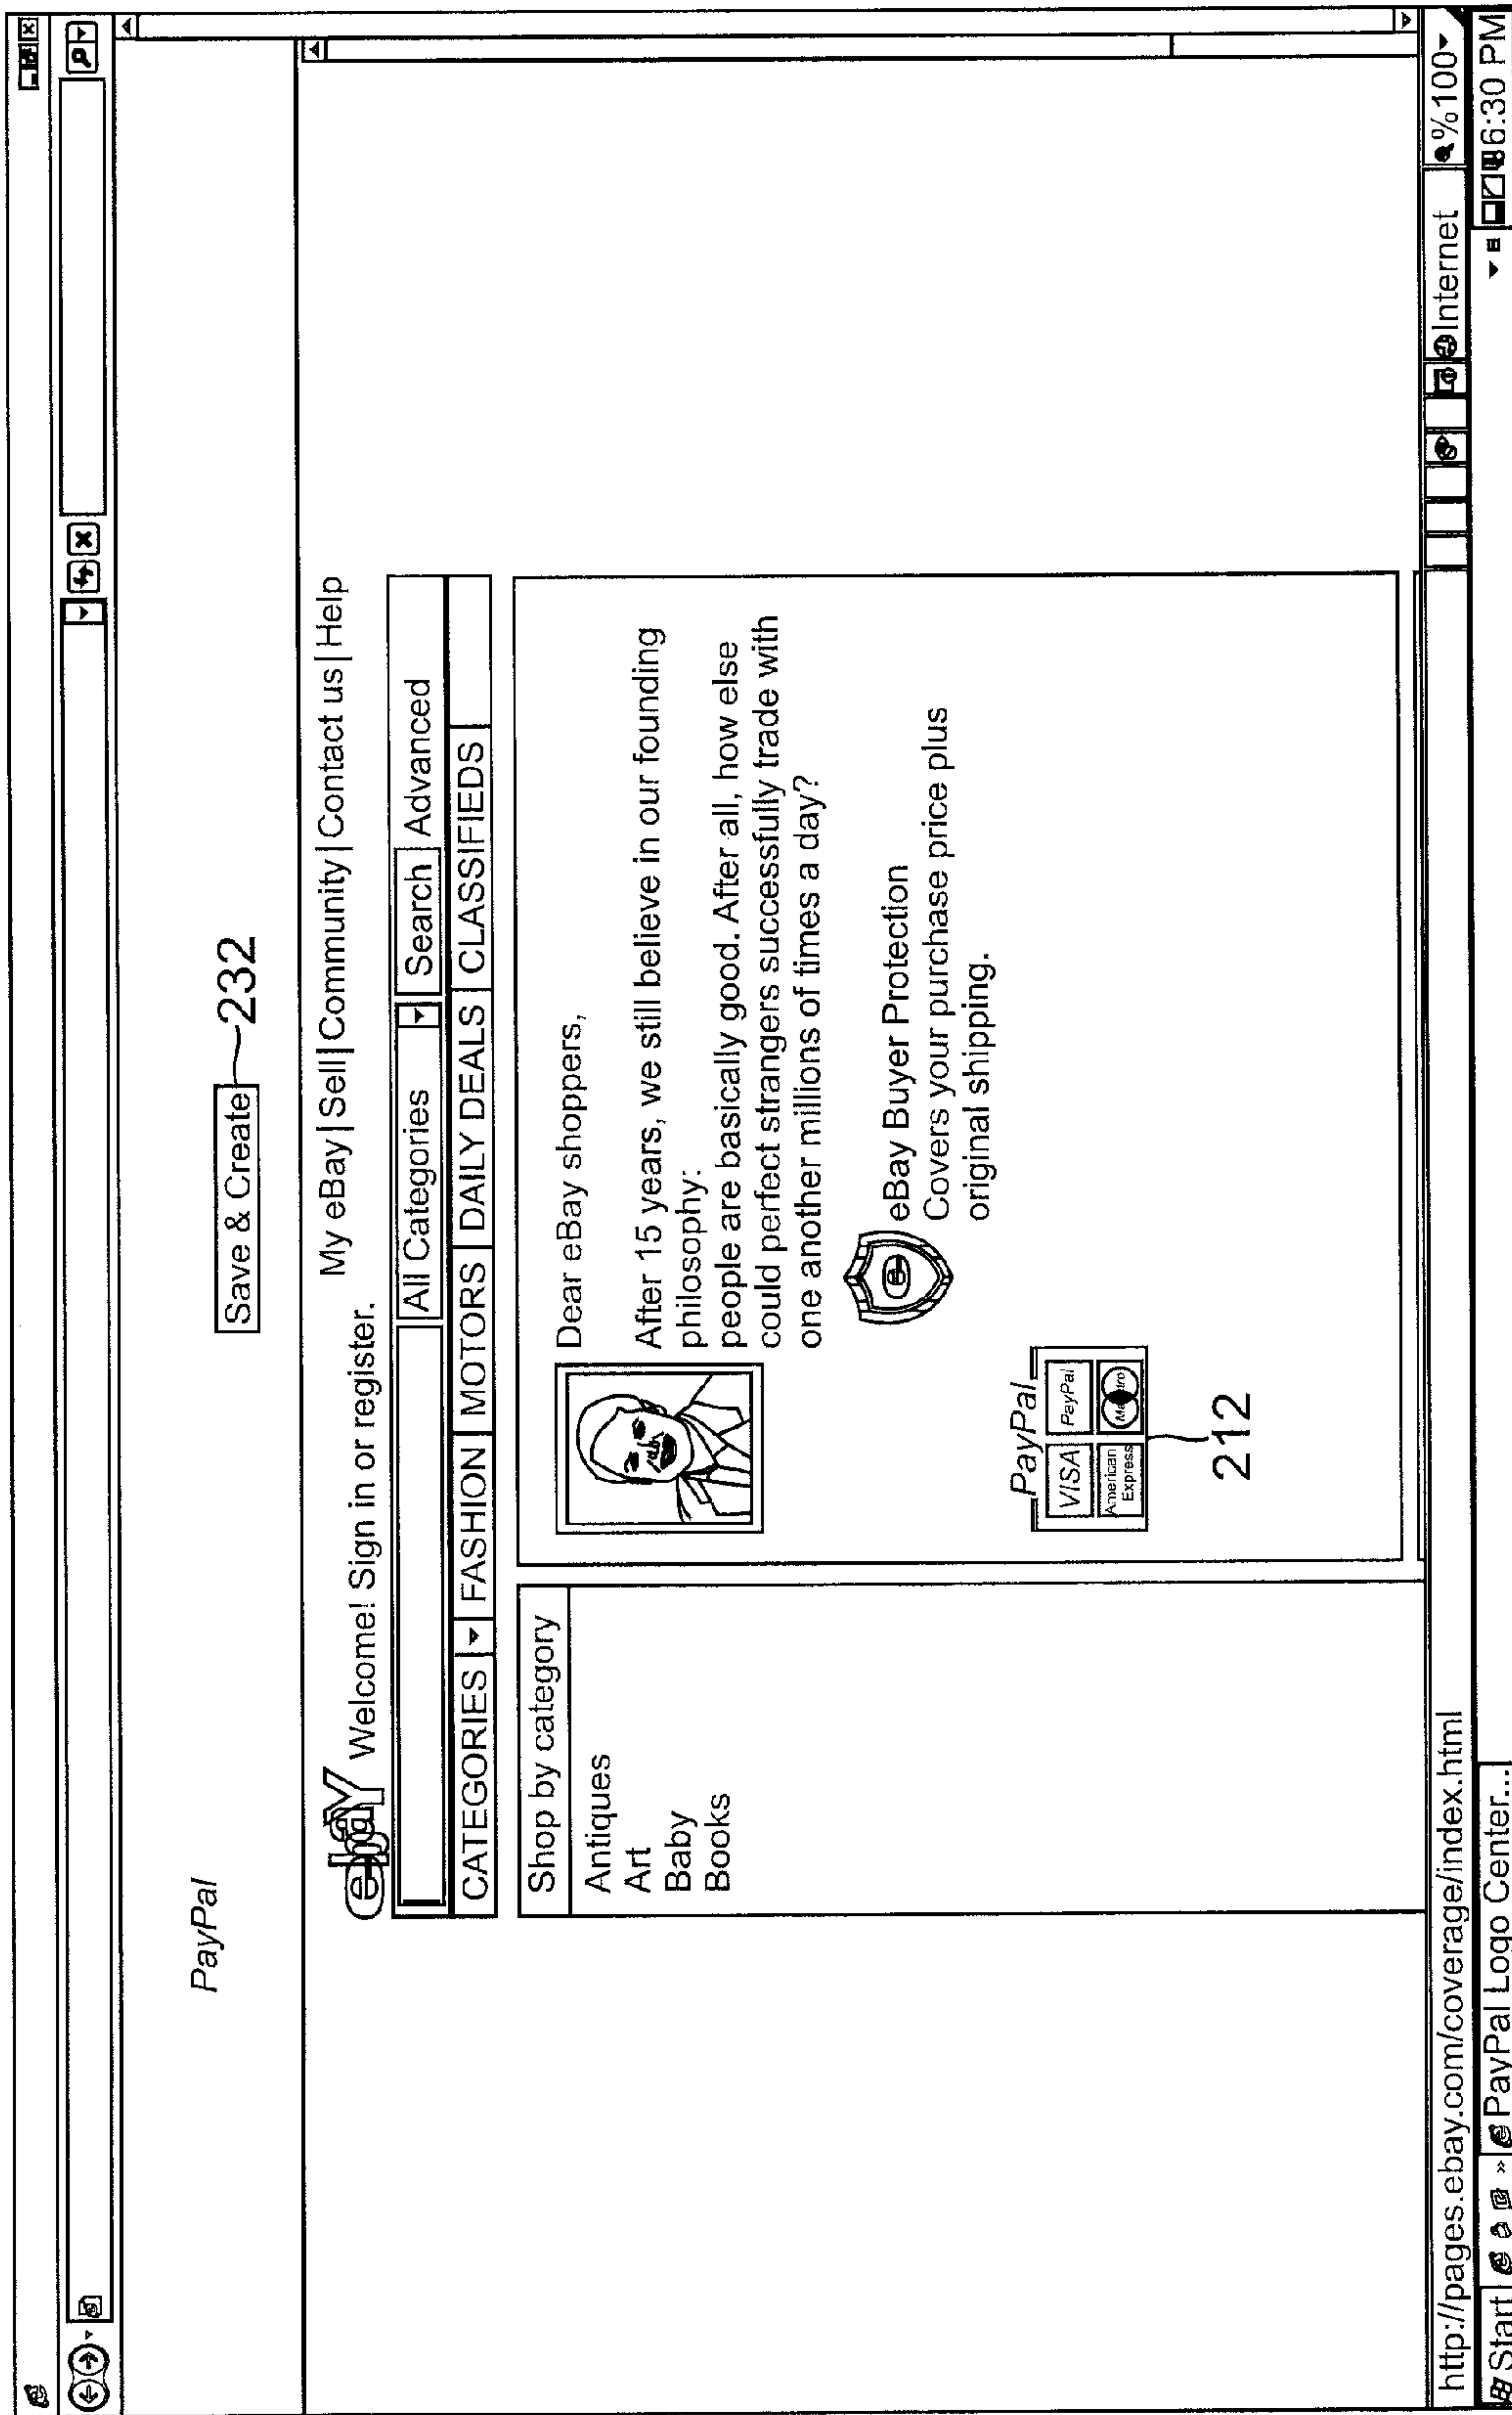 PayPal
Save & Create 232
ebaY Welcome! Sign in or register.
My eBay|Sell|Community|Contact us|Help
All Categories Search Advanced
CATEGORIES FASHION MOTORS DAILY DEALS CLASSIFIEDS
Shop by category
Antiques
Art
Baby
Books
Dear eBay shoppers,
After 15 years, we still believe in our founding
philosophy:
people are basically good. After all, how else
could perfect strangers successfully trade with
one another millions of times a day?
eBay Buyer Protection
Covers your purchase price plus
original shipping.
PayPal
VISA PayPal
American
Express
212
http://pages.ebay.com/coverage/index.html
Internet %100
Start » PayPal Logo Center... 6:30 PM